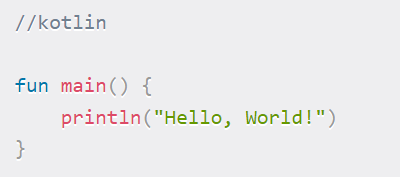 //kotlin
fun main() {
    println("Hello, World!")
}